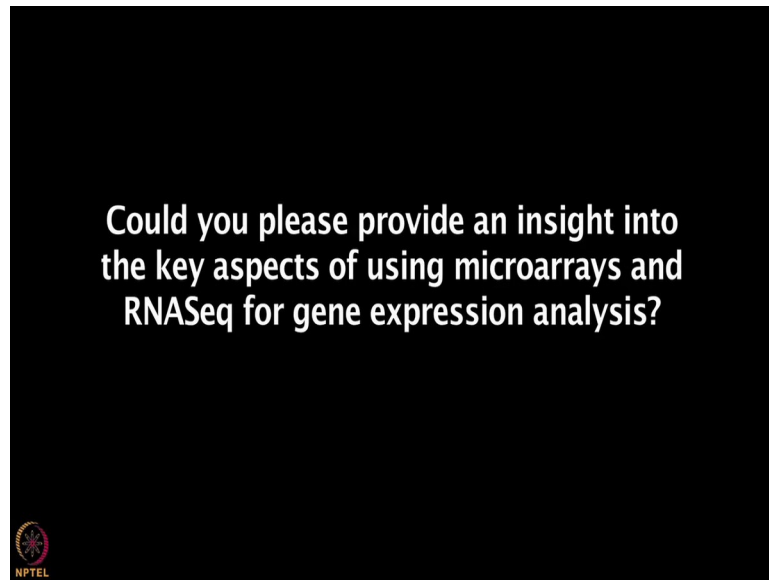 Could you please provide an insight into
the key aspects of using microarrays and
RNASeq for gene expression analysis?
NPTEL